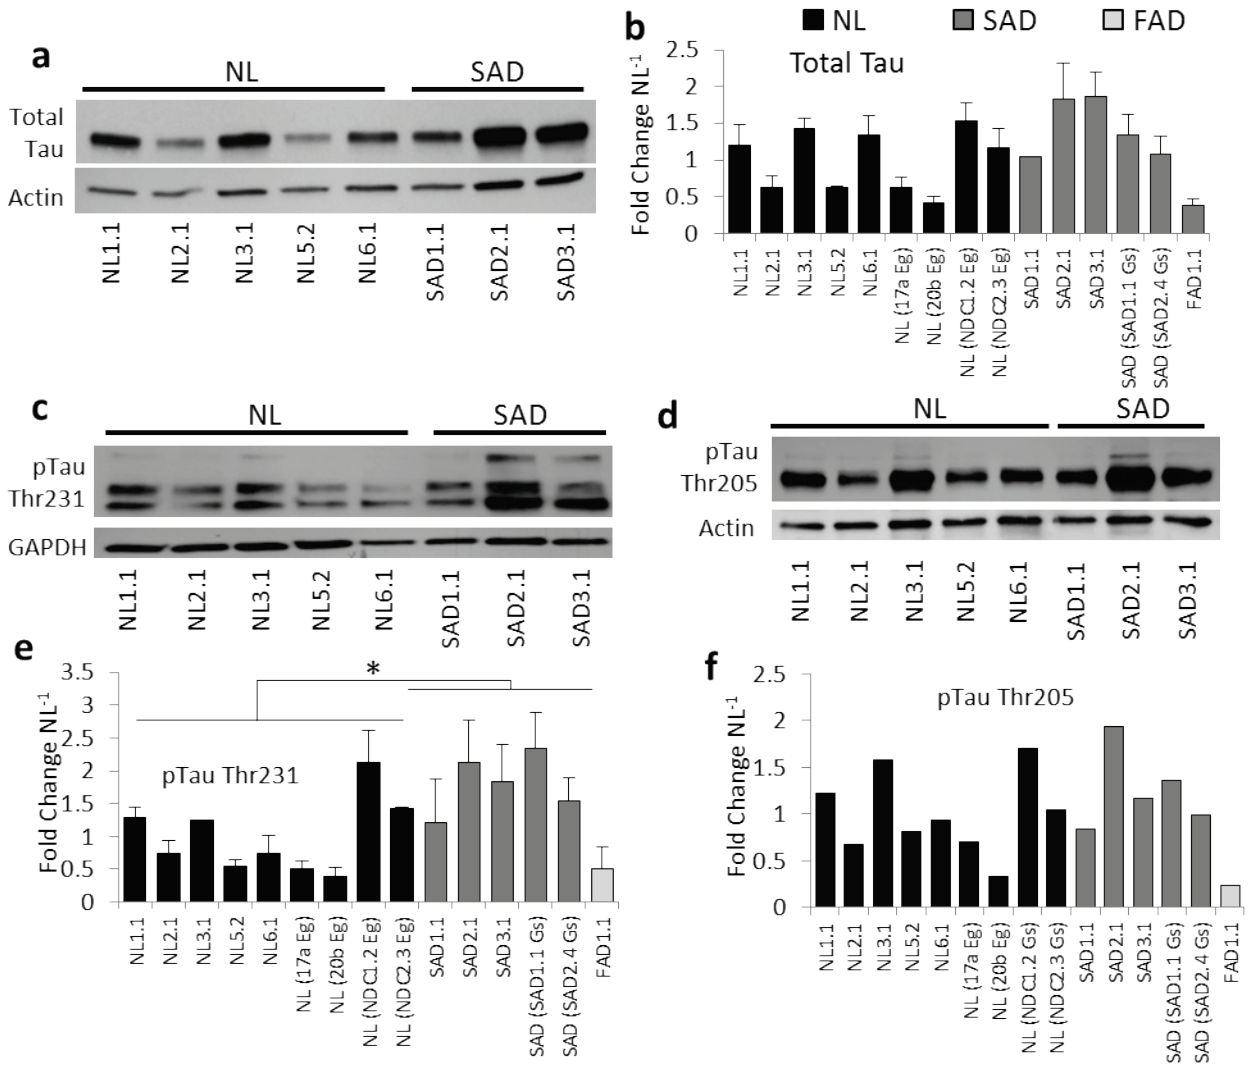 a
NL SAD
Total
Tau
Actin
NL1.1 NL2.1 NL3.1 NL5.2 NL6.1 SAD1.1 SAD2.1 SAD3.1
b
NL SAD FAD
Total Tau
Fold Change NL-1
2.5
2
1.5
1
0.5
0
NL1.1 NL2.1 NL3.1 NL5.2 NL6.1 NL (17a Eg) NL (20b Eg) NL (NDC1.2 Eg) NL (NDC2.3 Eg) SAD1.1 SAD2.1 SAD3.1 SAD (SAD1.1 Gs) SAD (SAD2.4 Gs) FAD1.1
c
NL SAD
pTau
Thr231
GAPDH
NL1.1 NL2.1 NL3.1 NL5.2 NL6.1 SAD1.1 SAD2.1 SAD3.1
d
NL SAD
pTau
Thr205
Actin
NL1.1 NL2.1 NL3.1 NL5.2 NL6.1 SAD1.1 SAD2.1 SAD3.1
e
*
pTau Thr231
Fold Change NL-1
3.5
3
2.5
2
1.5
1
0.5
0
NL1.1 NL2.1 NL3.1 NL5.2 NL6.1 NL (17a Eg) NL (20b Eg) NL (NDC1.2 Eg) NL (NDC2.3 Eg) SAD1.1 SAD2.1 SAD3.1 SAD (SAD1.1 Gs) SAD (SAD2.4 Gs) FAD1.1
f
pTau Thr205
Fold Change NL-1
2.5
2
1.5
1
0.5
0
NL1.1 NL2.1 NL3.1 NL5.2 NL6.1 NL (17a Eg) NL (20b Eg) NL (NDC1.2 Gs) NL (NDC2.3 Gs) SAD1.1 SAD2.1 SAD3.1 SAD (SAD1.1 Gs) SAD (SAD2.4 Gs) FAD1.1